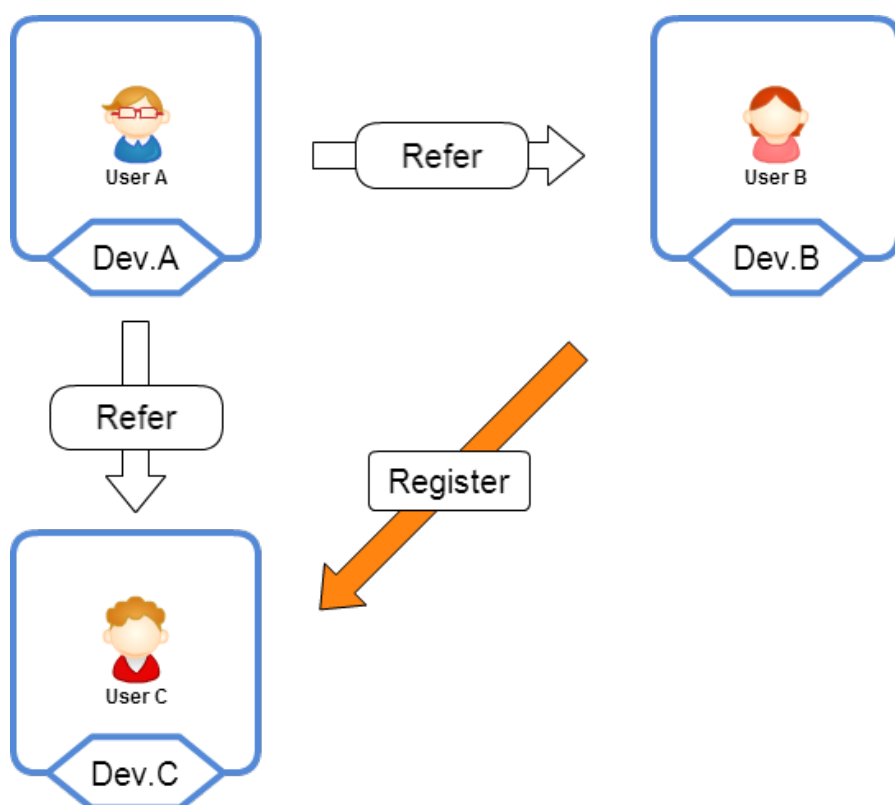 User A
Dev.A
Refer
User B
Dev.B
Refer
Register
User C
Dev.C